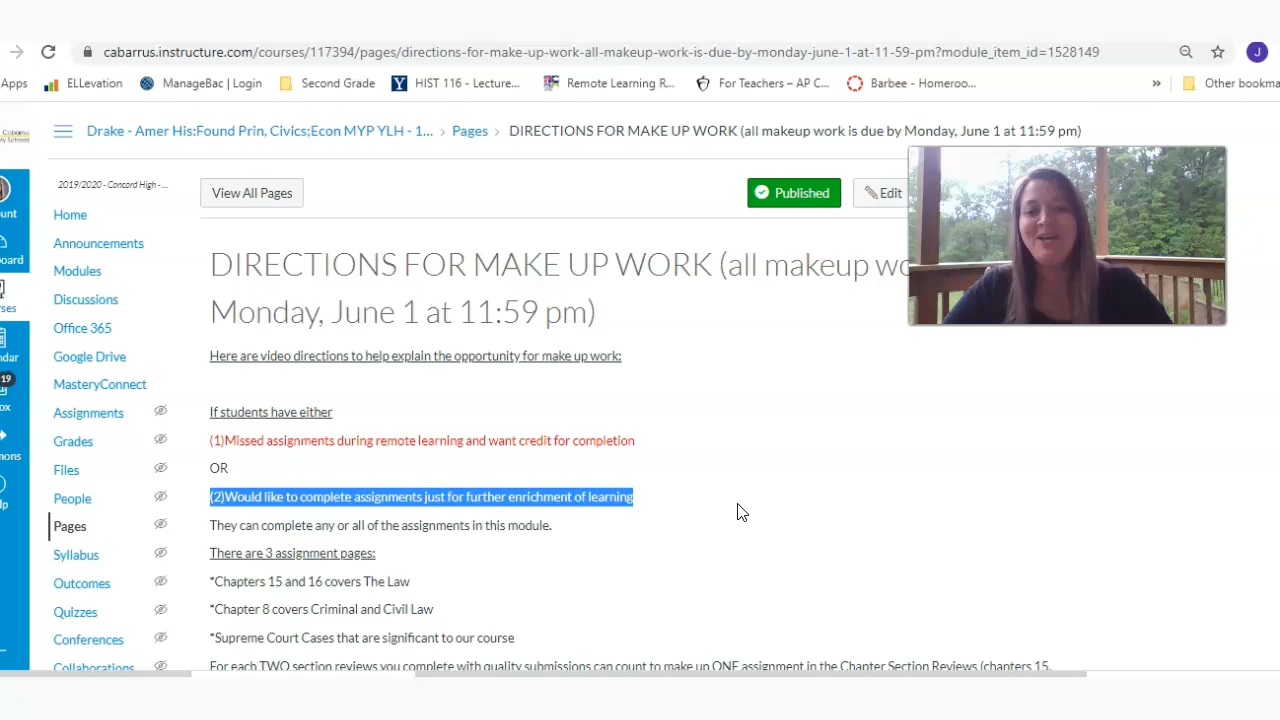 cabarrus.instructure.com/courses/117394/pages/directions-for-make-up-work-all-makeup-work-is-due-by-monday-june-1-at-11-59-pm?module_item_id=1528149
J
Apps ELLevation ManageBac | Login Second Grade Y HIST 116 - Lecture... Remote Learning R... For Teachers – AP C... Barbee - Homeroo... » Other bookma
Drake - Amer His:Found Prin, Civics;Econ MYP YLH - 1... › Pages › DIRECTIONS FOR MAKE UP WORK (all makeup work is due by Monday, June 1 at 11:59 pm)
2019/2020 - Concord High - ...
View All Pages
Published
Edit
Home
Announcements
Modules
Discussions
Office 365
Google Drive
MasteryConnect
Assignments
Grades
Files
People
Pages
Syllabus
Outcomes
Quizzes
Conferences
Collaborations
19
DIRECTIONS FOR MAKE UP WORK (all makeup wo
Monday, June 1 at 11:59 pm)
Here are video directions to help explain the opportunity for make up work:
If students have either
(1)Missed assignments during remote learning and want credit for completion
OR
(2)Would like to complete assignments just for further enrichment of learning
They can complete any or all of the assignments in this module.
There are 3 assignment pages:
*Chapters 15 and 16 covers The Law
*Chapter 8 covers Criminal and Civil Law
*Supreme Court Cases that are significant to our course
For each TWO section reviews you complete with quality submissions can count to make up ONE assignment in the Chapter Section Reviews (chapters 15,